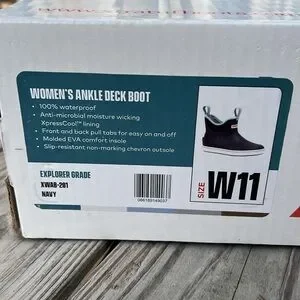 WOMEN'S ANKLE DECK BOOT
• 100% waterproof
• Anti-microbial moisture wicking
XpressCool™ lining
• Front and back pull tabs for easy on and off
• Molded EVA comfort insole
• Slip-resistant non-marking chevron outsole
EXPLORER GRADE
XWAB-201
NAVY
SIZE
W11